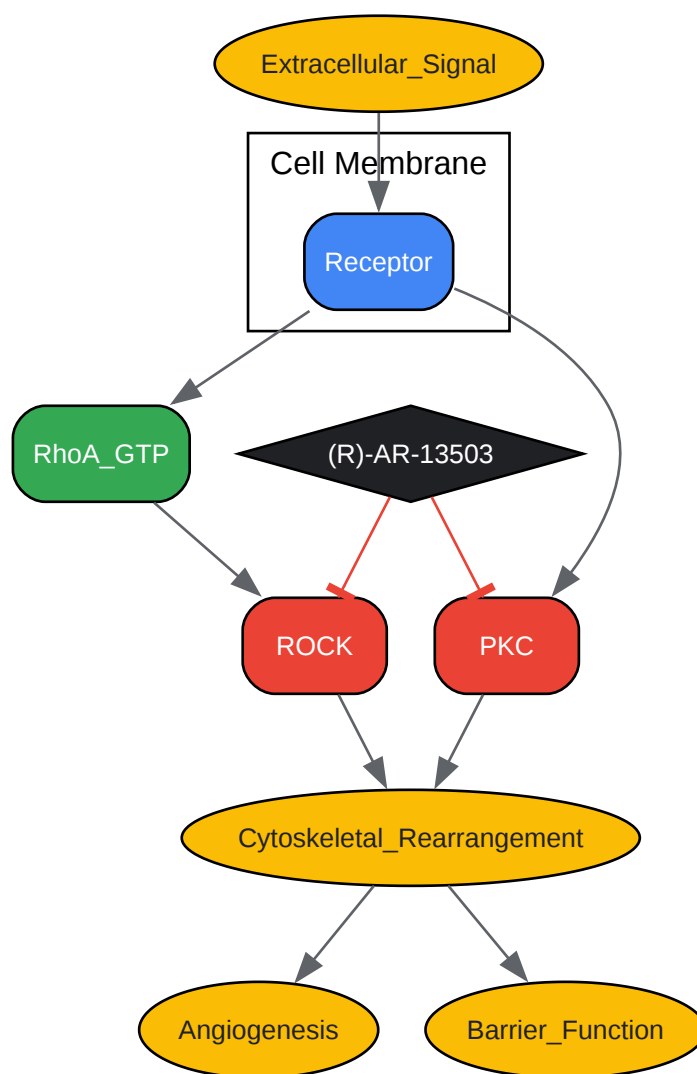 Extracellular_Signal
Cell Membrane
Receptor
RhoA_GTP
(R)-AR-13503
ROCK
PKC
Cytoskeletal_Rearrangement
Angiogenesis
Barrier_Function